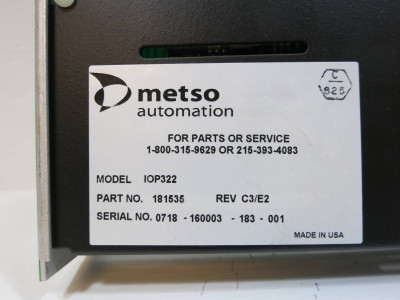 C
825
metso
automation
FOR PARTS OR SERVICE
1-800-315-9629 OR 215-393-4083
MODEL IOP322
PART NO. 181535 REV C3/E2
SERIAL NO. 0718 -160003 -183 -001
MADE IN USA